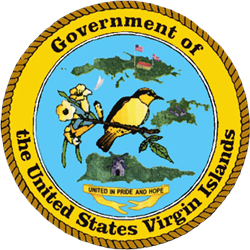 Government of
the United States Virgin Islands
UNITED IN PRIDE AND HOPE